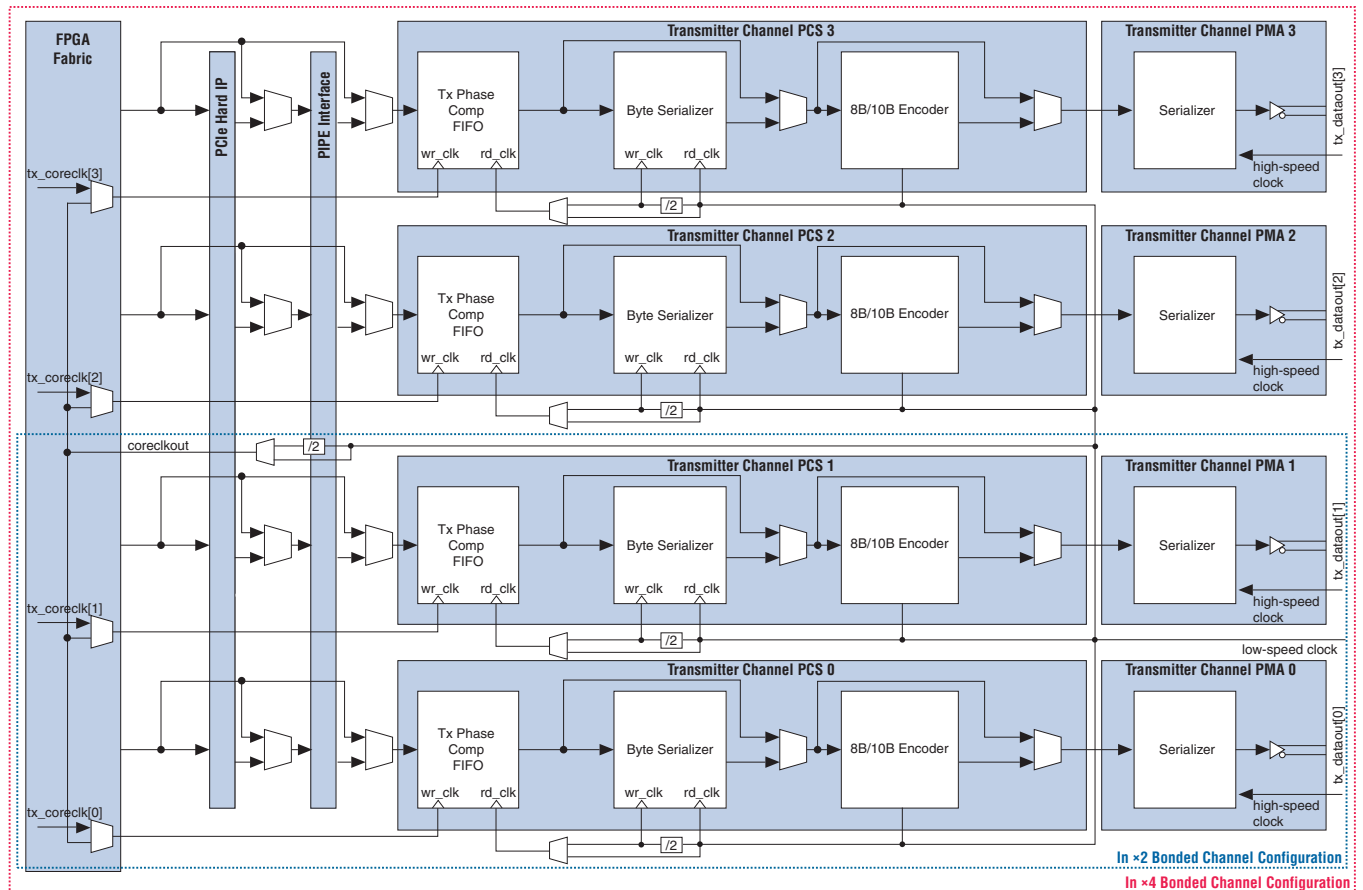 FPGA
Fabric
PCIe Hard IP
PIPE Interface
Transmitter Channel PCS 3
Transmitter Channel PMA 3
Tx Phase
Comp
FIFO
wr_clk rd_clk
Byte Serializer
wr_clk rd_clk
8B/10B Encoder
Serializer
high-speed
clock
tx_dataout[3]
tx_coreclk[3]
/2
Transmitter Channel PCS 2
Transmitter Channel PMA 2
Tx Phase
Comp
FIFO
wr_clk rd_clk
Byte Serializer
wr_clk rd_clk
8B/10B Encoder
Serializer
high-speed
clock
tx_dataout[2]
tx_coreclk[2]
/2
coreclkout
/2
Transmitter Channel PCS 1
Transmitter Channel PMA 1
Tx Phase
Comp
FIFO
wr_clk rd_clk
Byte Serializer
wr_clk rd_clk
8B/10B Encoder
Serializer
high-speed
clock
tx_dataout[1]
tx_coreclk[1]
/2
low-speed clock
Transmitter Channel PCS 0
Transmitter Channel PMA 0
Tx Phase
Comp
FIFO
wr_clk rd_clk
Byte Serializer
wr_clk rd_clk
8B/10B Encoder
Serializer
high-speed
clock
tx_dataout[0]
tx_coreclk[0]
/2
In ×2 Bonded Channel Configuration
In ×4 Bonded Channel Configuration